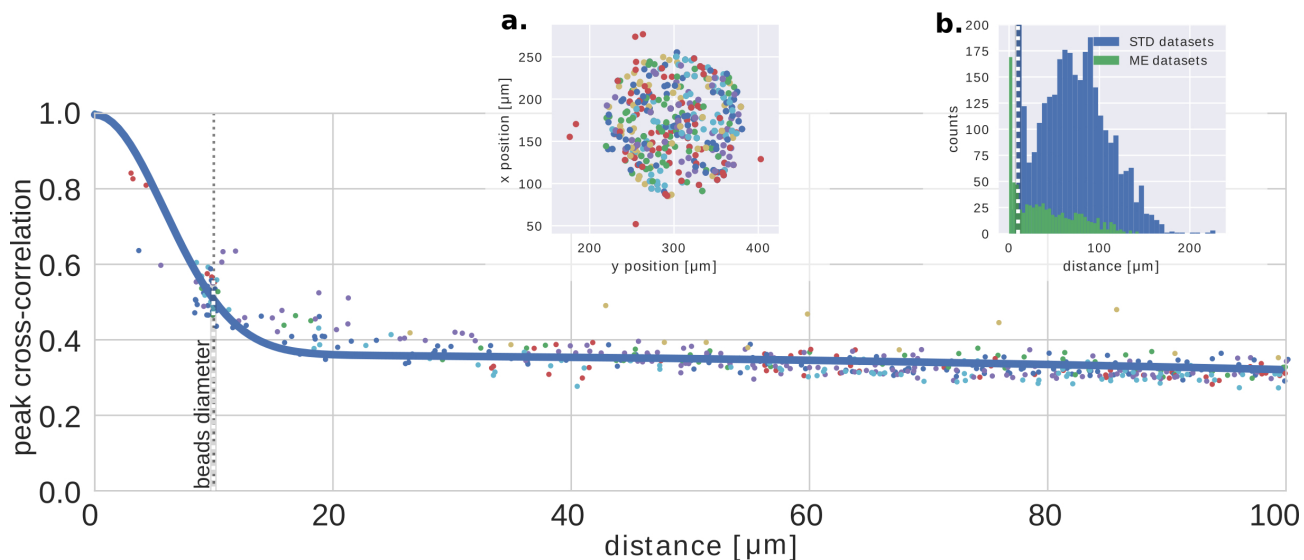 a.
250
200
150
100
50
x position [µm]
200
300
400
y position [µm]
b.
200
175
150
125
100
75
50
25
0
counts
STD datasets
ME datasets
0
100
200
distance [µm]
1.0
0.8
0.6
0.4
0.2
0.0
peak cross-correlation
beads diameter
0
20
40
60
80
100
distance [µm]